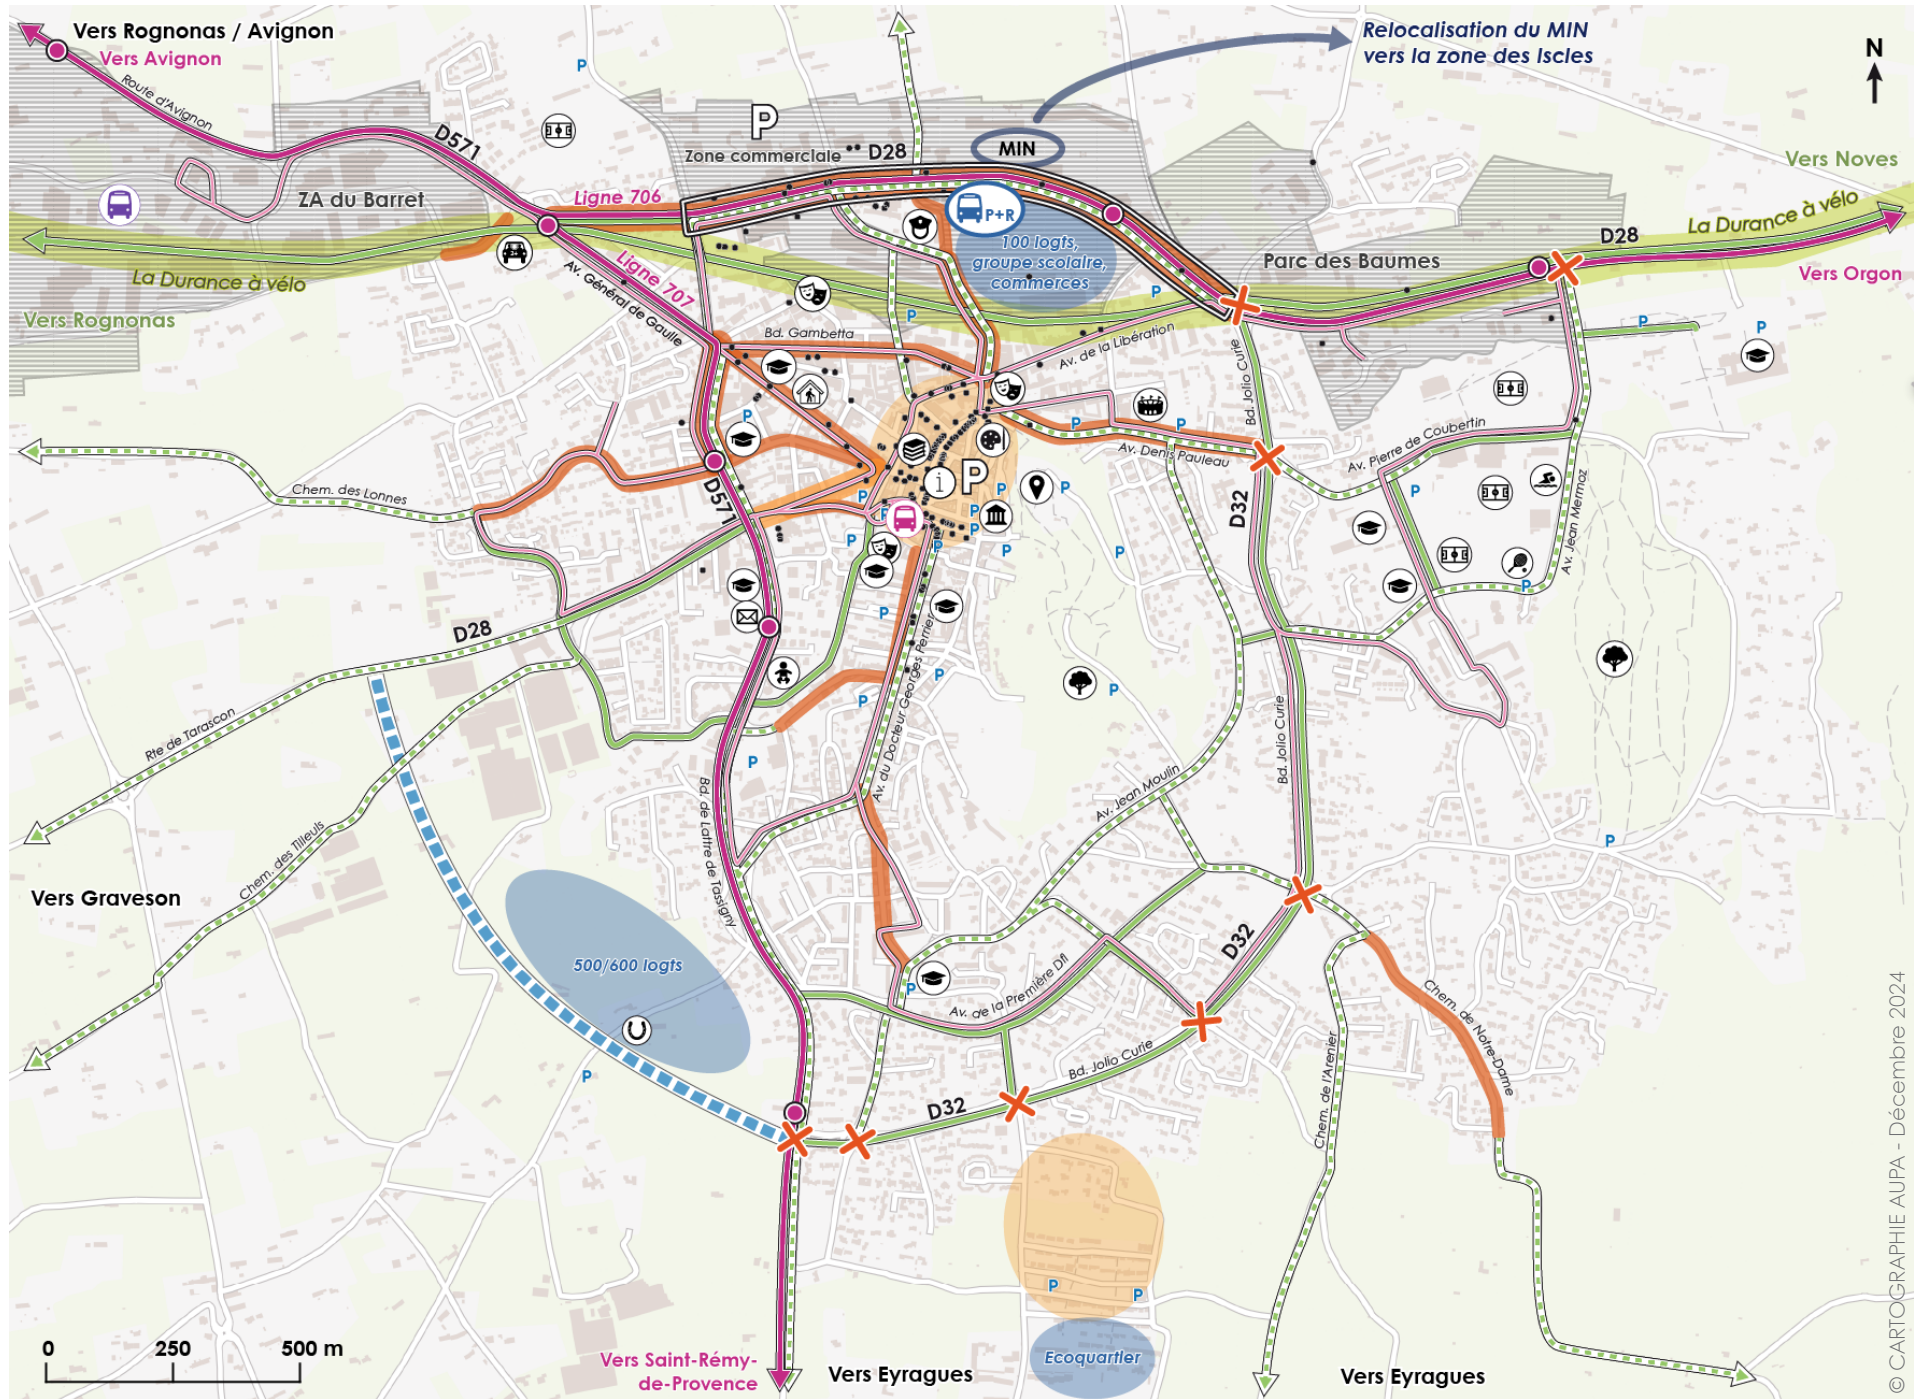 Vers Rognonas / Avignon
Vers Avignon
Route d'Avignon
D571
P
P
Zone commerciale
D28
MIN
Relocalisation du MIN
vers la zone des Iscles
N
Vers Noves
La Durance à vélo
D28
Vers Orgon
Parc des Baumes
ZA du Barret
Ligne 706
Ligne 707
Av. Général de Gaulle
P+R
100 logts,
groupe scolaire,
commerces
P
P
P
P
La Durance à vélo
Vers Rognonas
Bd. Gambetta
Av. de la Libération
Bd. Jolio Curie
P
P
P
Av. Denis Pauleau
Av. Pierre de Coubertin
Chem. des Lonnes
D571
i
P
P
P
P
P
P
P
P
P
P
P
P
P
D32
Av. Jean Mermoz
P
D28
P
P
P
P
Rte de Tarascon
Av. du Docteur Georges Perrier
Bd. Jolio Curie
P
Bd. de Lattre de Tassigny
Av. Jean Moulin
Chem. des Tilleuls
P
Vers Graveson
500/600 logts
D32
P
Av. de la Première Dfl
Chem. de Notre-Dame
Chem. de l'Arenier
P
Bd. Jolio Curie
D32
P
P
0 250 500 m
Vers Saint-Rémy-
de-Provence
Vers Eyragues
Ecoquartier
Vers Eyragues
© CARTOGRAPHIE AUPA - Décembre 2024